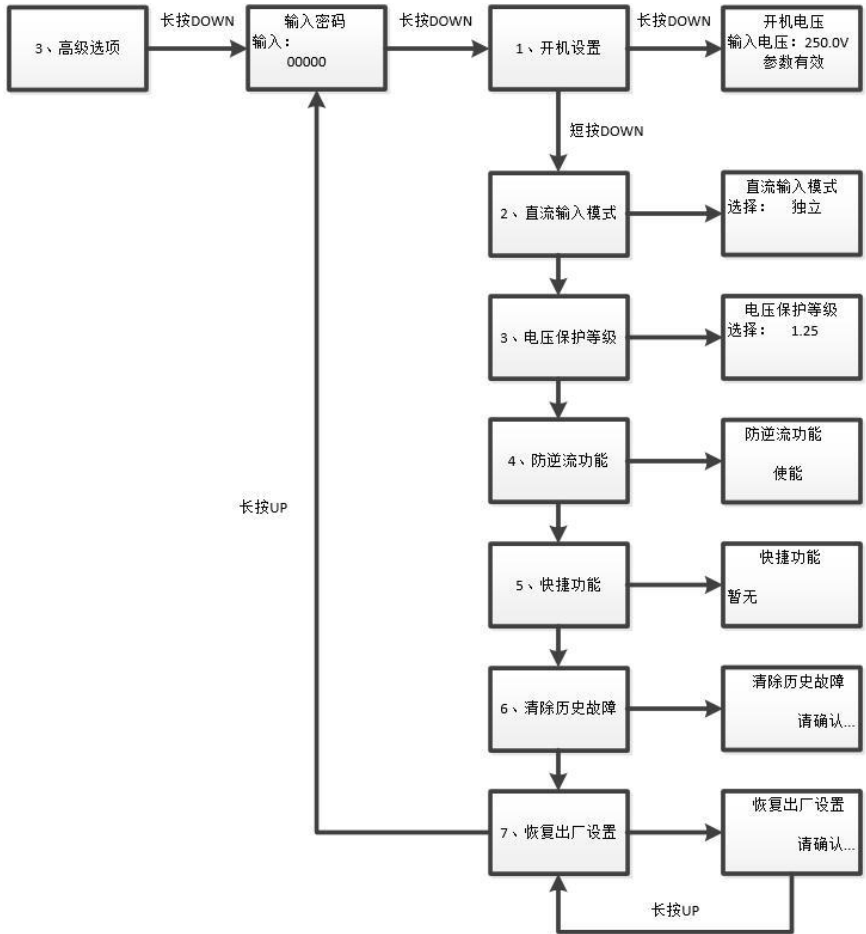 长按DOWN
长按DOWN
长按DOWN
3、高级选项
输入密码
输入：
00000
1、开机设置
开机电压
输入电压：250.0V
参数有效
短按DOWN
2、直流输入模式
直流输入模式
选择： 独立
3、电压保护等级
电压保护等级
选择： 1.25
4、防逆流功能
防逆流功能
使能
长按UP
5、快捷功能
快捷功能
暂无
6、清除历史故障
清除历史故障
请确认...
7、恢复出厂设置
恢复出厂设置
请确认...
长按UP